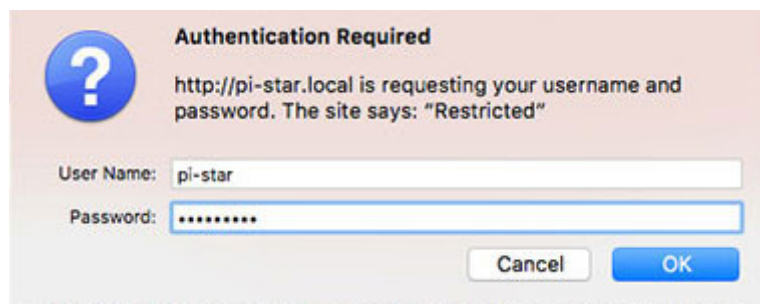 Authentication Required
http://pi-star.local is requesting your username and
password. The site says: “Restricted”
User Name: pi-star
Password: •••••••••
Cancel OK